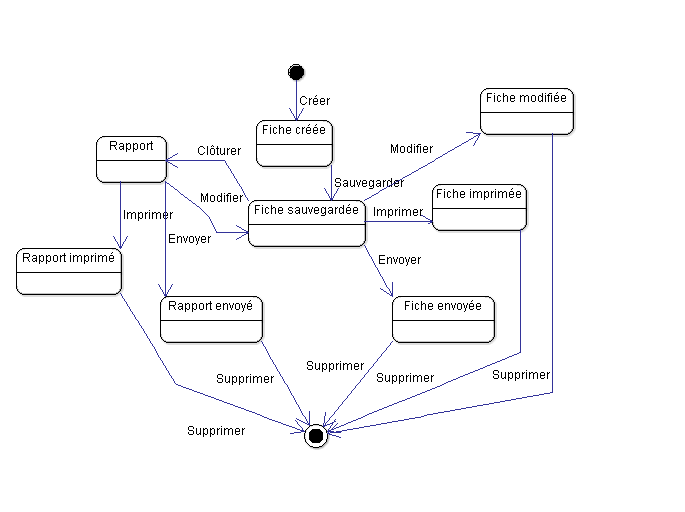 Créer
Fiche modifiée
Fiche créée
Rapport
Clôturer
Modifier
Sauvegarder
Modifier
Fiche imprimée
Fiche sauvegardée
Imprimer
Imprimer
Envoyer
Rapport imprimé
Envoyer
Rapport envoyé
Fiche envoyée
Supprimer
Supprimer
Supprimer
Supprimer
Supprimer